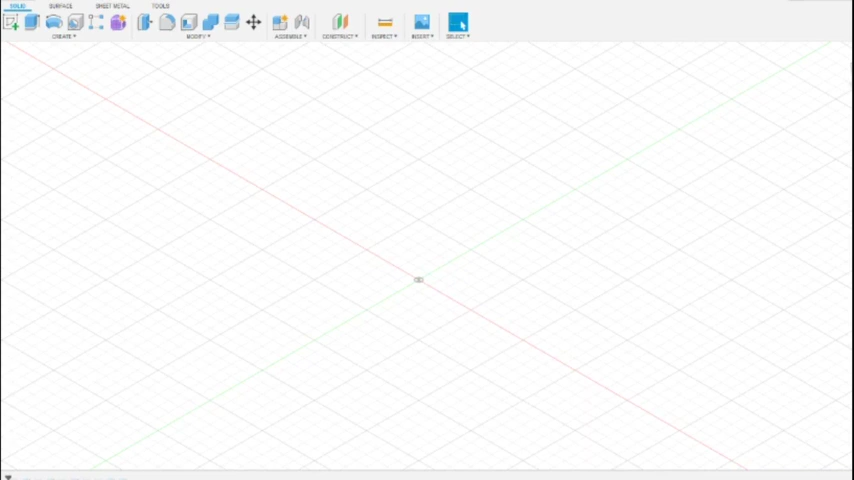 SOLID SURFACE SHEET METAL TOOLS
CREATE MODIFY ASSEMBLE CONSTRUCT INSPECT INSERT SELECT